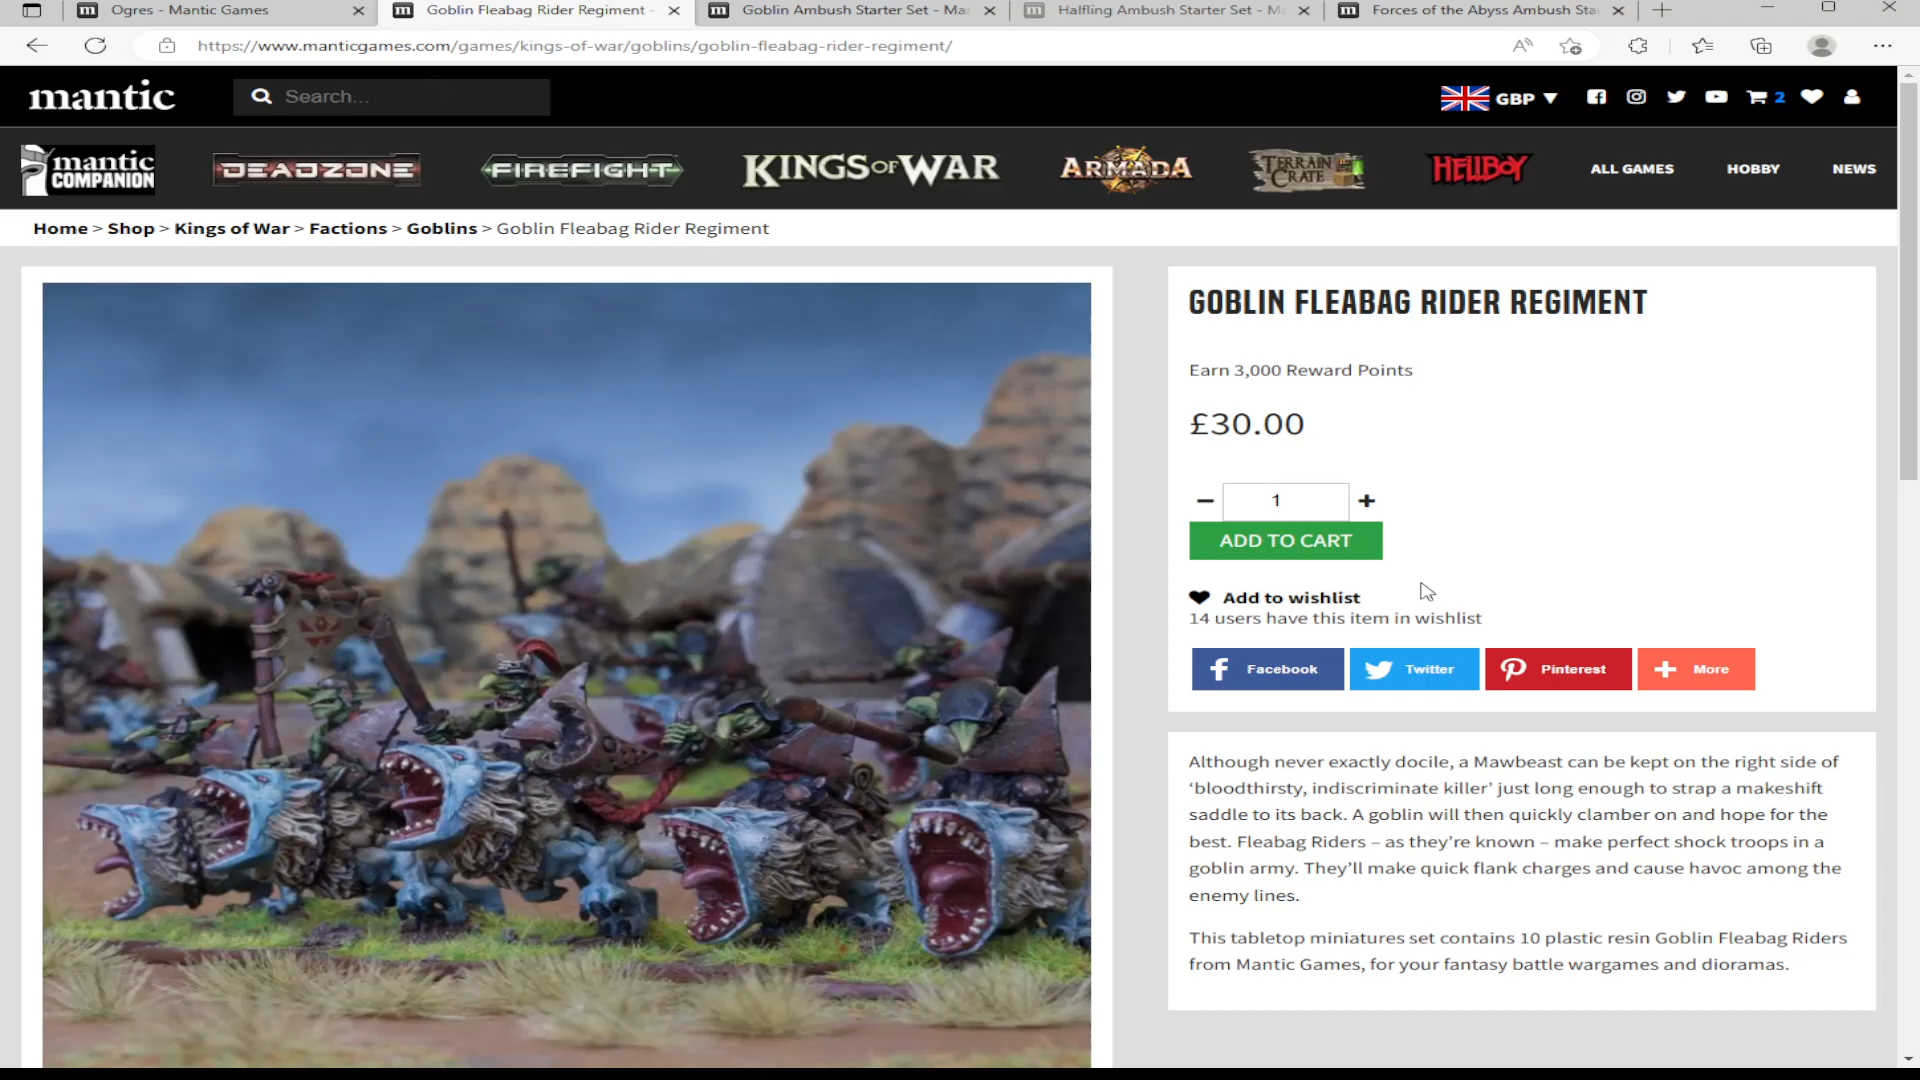 Ogres - Mantic Games
Goblin Fleabag Rider Regiment -
Goblin Ambush Starter Set - Ma
Halfling Ambush Starter Set - M
Forces of the Abyss Ambush Sta
https://www.manticgames.com/games/kings-of-war/goblins/goblin-fleabag-rider-regiment/
mantic
Search...
GBP
2
mantic COMPANION
DEADZONE
FIREFIGHT
KINGS OF WAR
ARMADA
TERRAIN CRATE
HELLBOY
ALL GAMES
HOBBY
NEWS
Home > Shop > Kings of War > Factions > Goblins > Goblin Fleabag Rider Regiment
GOBLIN FLEABAG RIDER REGIMENT
Earn 3,000 Reward Points
£30.00
− 1 +
ADD TO CART
Add to wishlist
14 users have this item in wishlist
Facebook
Twitter
Pinterest
More
Although never exactly docile, a Mawbeast can be kept on the right side of
‘bloodthirsty, indiscriminate killer’ just long enough to strap a makeshift
saddle to its back. A goblin will then quickly clamber on and hope for the
best. Fleabag Riders – as they’re known – make perfect shock troops in a
goblin army. They’ll make quick flank charges and cause havoc among the
enemy lines.
This tabletop miniatures set contains 10 plastic resin Goblin Fleabag Riders
from Mantic Games, for your fantasy battle wargames and dioramas.